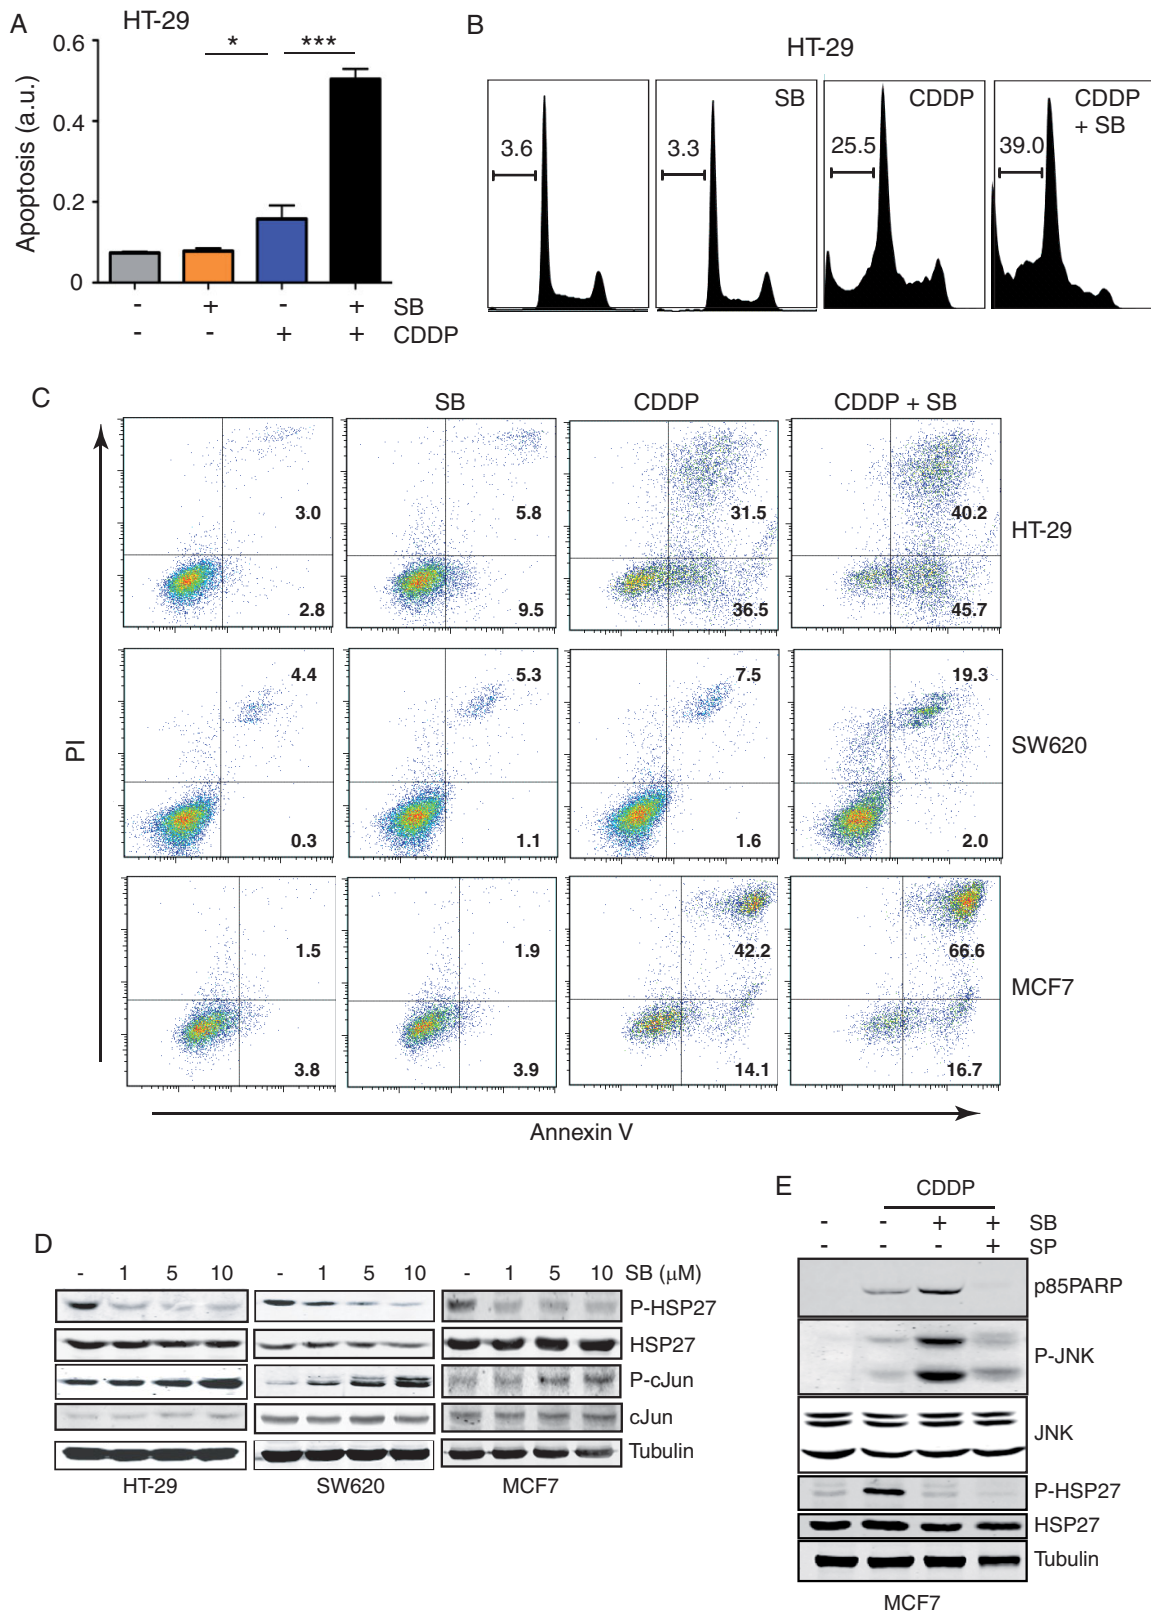 A
HT-29
Apoptosis (a.u.)
0.6
0.4
0.2
0
* ***
- + - + SB
- - + + CDDP
B
HT-29
3.6
SB
3.3
CDDP
25.5
CDDP
+ SB
39.0
C
SB CDDP CDDP + SB
3.0 5.8 31.5 40.2
HT-29
2.8 9.5 36.5 45.7
4.4 5.3 7.5 19.3
SW620
0.3 1.1 1.6 2.0
1.5 1.9 42.2 66.6
MCF7
3.8 3.9 14.1 16.7
PI
Annexin V
D
- 1 5 10 - 1 5 10 - 1 5 10 SB (μM)
P-HSP27
HSP27
P-cJun
cJun
Tubulin
HT-29 SW620 MCF7
E
CDDP
- - + + SB
- - - + SP
p85PARP
P-JNK
JNK
P-HSP27
HSP27
Tubulin
MCF7